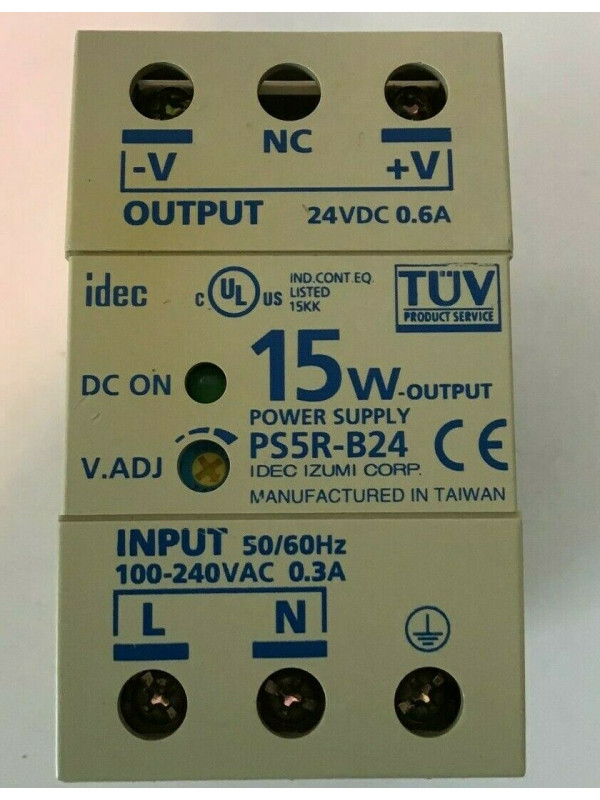 NC
-V +V
OUTPUT 24VDC 0.6A
idec
C UL US
IND.CONT.EQ.
LISTED
15KK
TÜV
PRODUCT SERVICE
15W-OUTPUT
DC ON
POWER SUPPLY
PS5R-B24
CE
V.ADJ
IDEC IZUMI CORP.
MANUFACTURED IN TAIWAN
INPUT 50/60Hz
100-240VAC 0.3A
L N